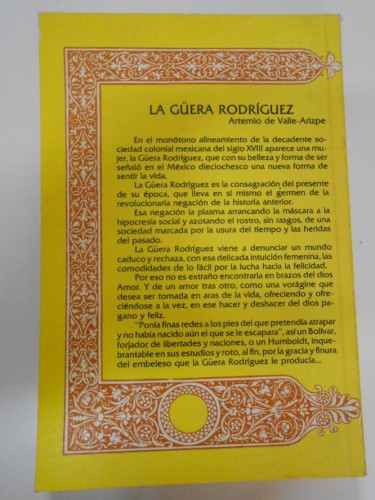 LA GÜERA RODRÍGUEZ
Artemio de Valle-Arizpe
En el monótono alineamiento de la decadente so-
ciedad colonial mexicana del siglo XVIII aparece una mu-
jer, la Güera Rodríguez, que con su belleza y forma de ser
señaló en el México dieciochesco una nueva forma de
sentir la vida.
La Güera Rodríguez es la consagración del presente
de su época, que lleva en sí mismo el germen de la
revolucionaria negación de la historia anterior.
Esa negación la plasma arrancando la máscara a la
hipocresía social y azotando el rostro, sin rasgos, de una
sociedad marcada por la usura del tiempo y las heridas
del pasado.
La Güera Rodríguez viene a denunciar un mundo
caduco y rechaza, con esa delicada intuición femenina, las
comodidades de lo fácil por la lucha hacia la felicidad.
Por eso no es extraño encontrarla en brazos del dios
Amor. Y de un amor tras otro, como una vorágine que
desea ser tomada en aras de la vida, ofreciendo y ofre-
ciéndose a la vez, en ese hacer y deshacer del dios pa-
gano y feliz.
"Ponía finas redes a los pies del que pretendía atrapar
y no había nacido aún el que se le escapara", así un Bolívar,
forjador de libertades y naciones, o un Humboldt, inque-
brantable en sus estudios y roto, al fin, por la gracia y finura
del embeleso que la Güera Rodríguez le producía...